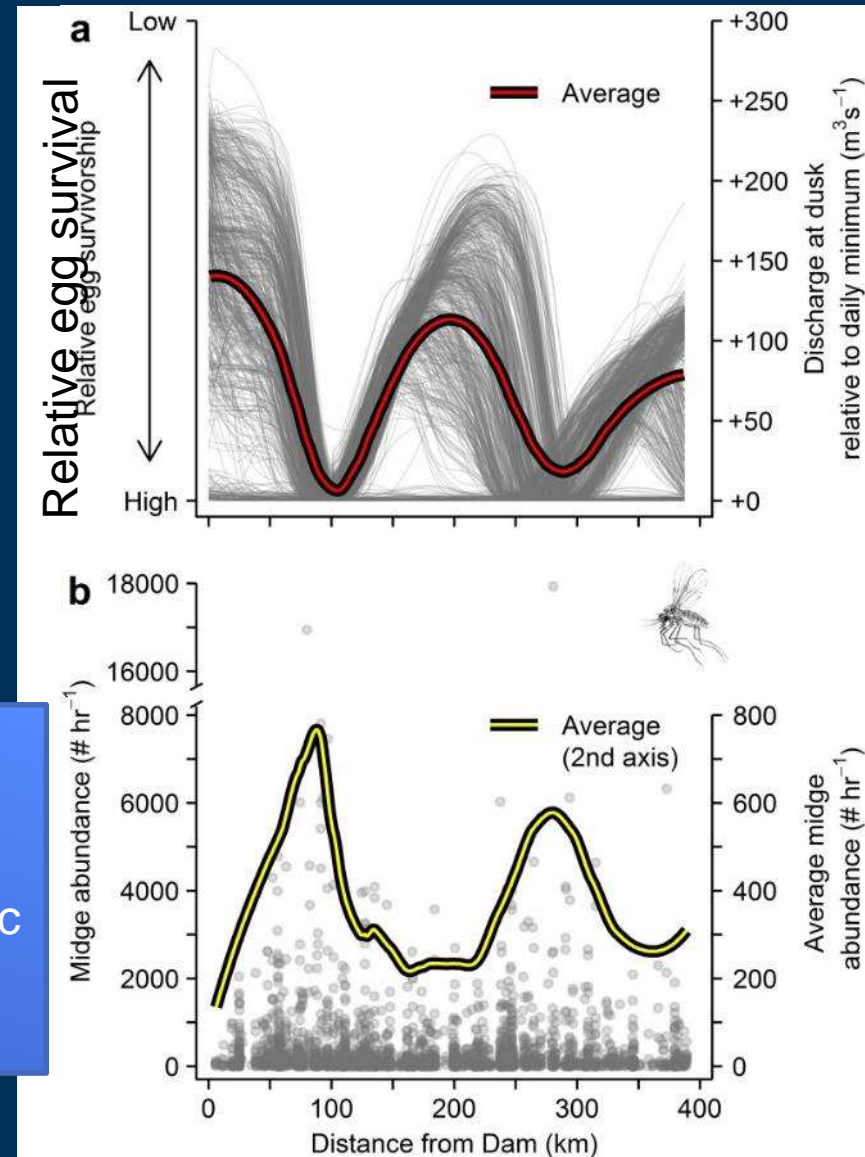 a
Low
High
Relative egg survival
Relative egg survivorship
Average
+300
+250
+200
+150
+100
+50
+0
Discharge at dusk
relative to daily minimum (m³s⁻¹)
b
18000
16000
8000
6000
4000
2000
0
Midge abundance (# hr⁻¹)
Average
(2nd axis)
800
600
400
200
0
Average midge
abundance (# hr⁻¹)
c
0
100
200
300
400
Distance from Dam (km)